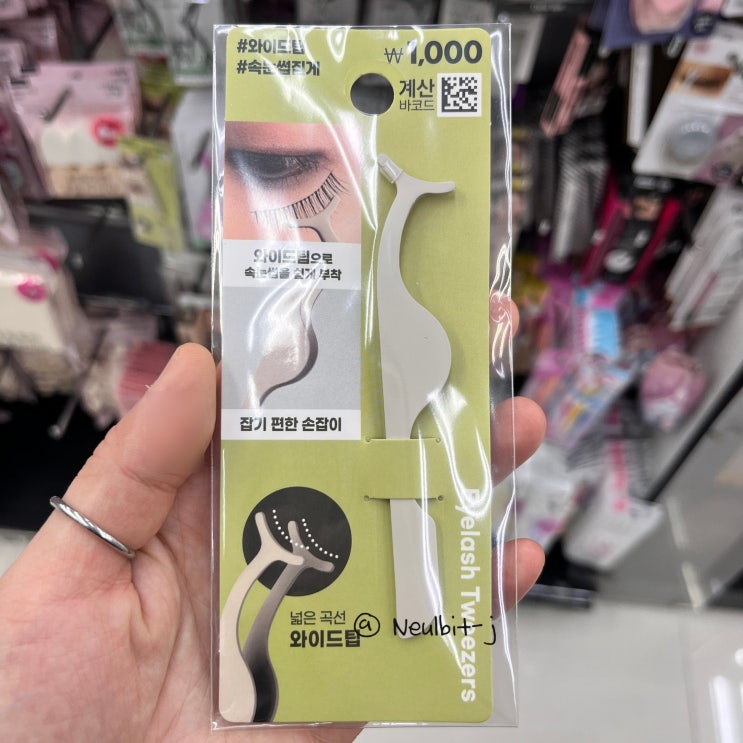 #와이드팁
#속눈썹집게
₩1,000
계산
바코드
와이드팁으로
속눈썹을 쉽게 부착
잡기 편한 손잡이
넓은 곡선
와이드팁
Eyelash Tweezers
@ Neulbit-j